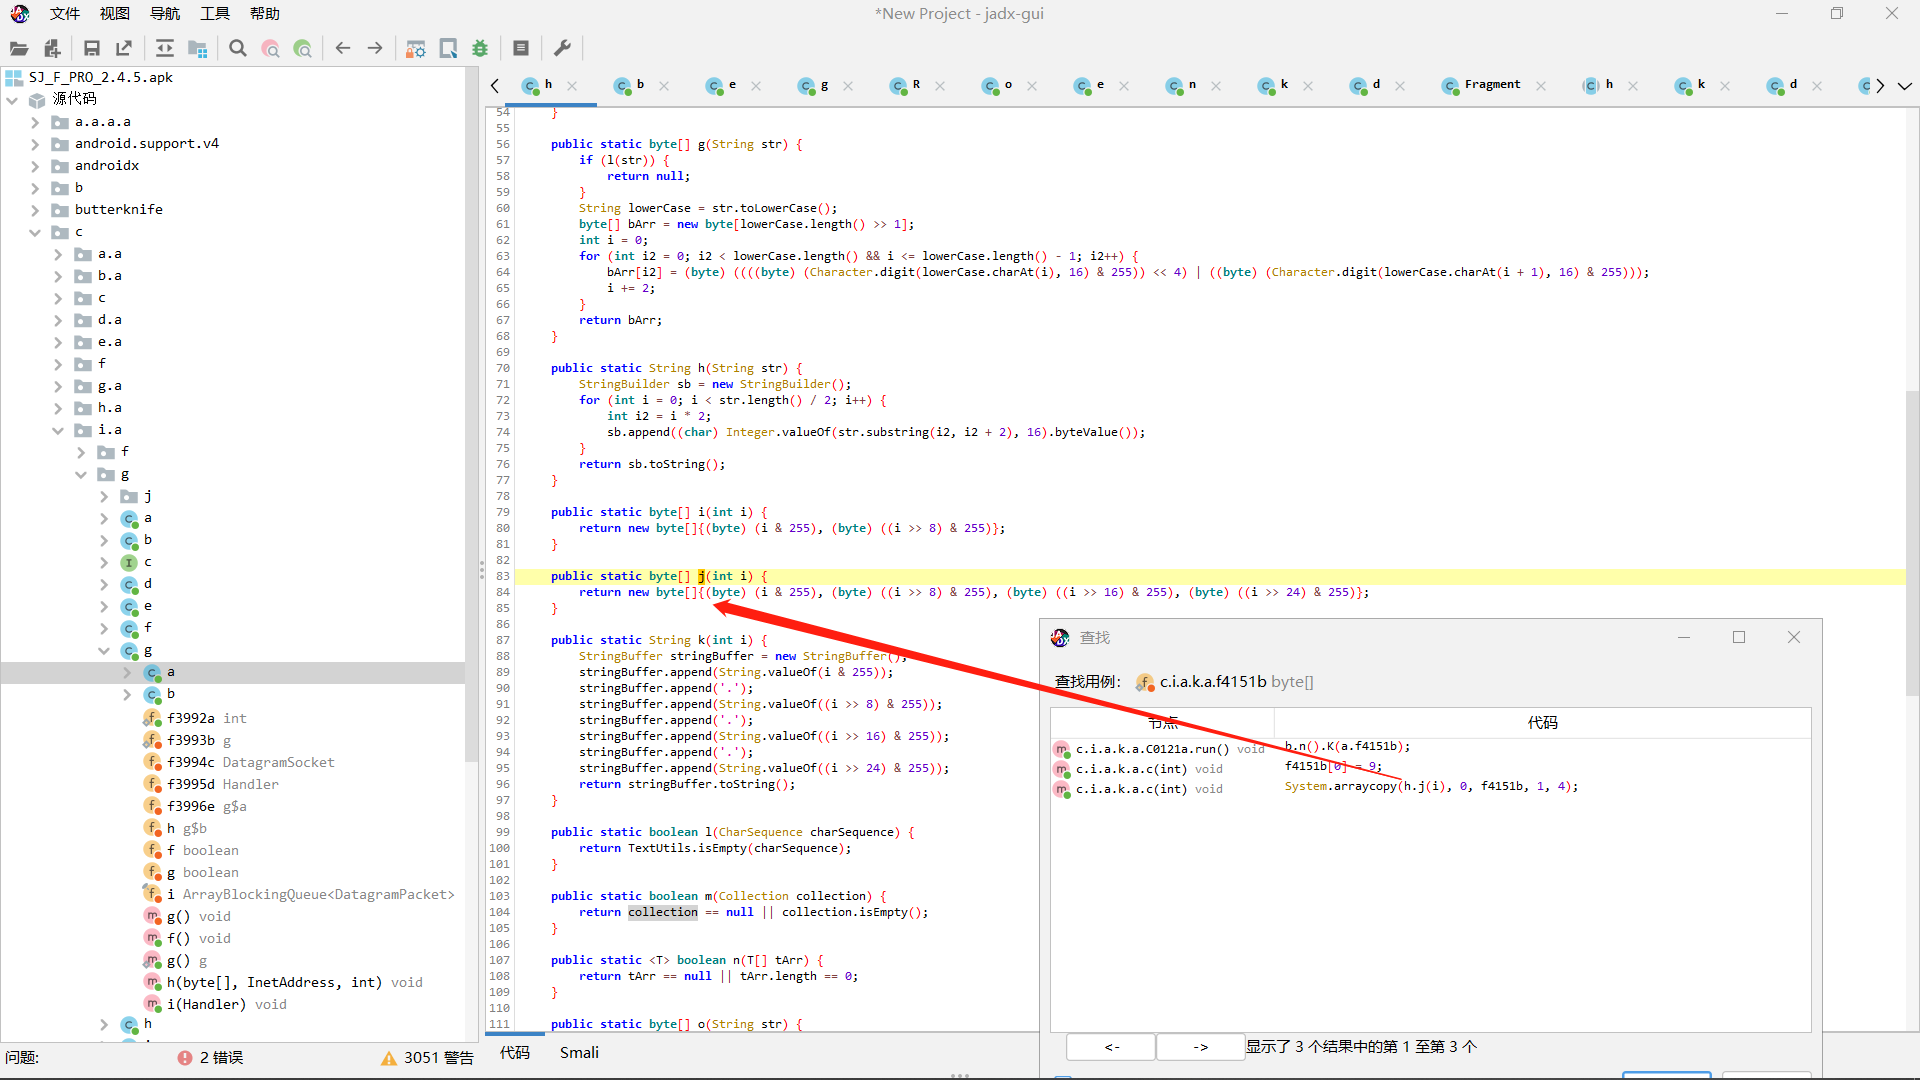 文件 视图 导航 工具 帮助
*New Project - jadx-gui
SJ_F_PRO_2.4.5.apk
源代码
a.a.a.a
android.support.v4
androidx
b
butterknife
c
a.a
b.a
c
d.a
e.a
f
g.a
h.a
i.a
f
g
j
a
b
c
d
e
f
g
a
b
f3992a int
f3993b g
f3994c DatagramSocket
f3995d Handler
f3996e g$a
h g$b
f boolean
g boolean
i ArrayBlockingQueue<DatagramPacket>
g() void
f() void
g() g
h(byte[], InetAddress, int) void
i(Handler) void
h
问题: 2 错误 3051 警告
h b e g R o e n k d Fragment h k d
54 }
55
56 public static byte[] g(String str) {
57 if (l(str)) {
58 return null;
59 }
60 String lowerCase = str.toLowerCase();
61 byte[] bArr = new byte[lowerCase.length() >> 1];
62 int i = 0;
63 for (int i2 = 0; i2 < lowerCase.length() && i <= lowerCase.length() - 1; i2++) {
64 bArr[i2] = (byte) ((((byte) (Character.digit(lowerCase.charAt(i), 16) & 255)) << 4) | ((byte) (Character.digit(lowerCase.charAt(i + 1), 16) & 255)));
65 i += 2;
66 }
67 return bArr;
68 }
69
70 public static String h(String str) {
71 StringBuilder sb = new StringBuilder();
72 for (int i = 0; i < str.length() / 2; i++) {
73 int i2 = i * 2;
74 sb.append((char) Integer.valueOf(str.substring(i2, i2 + 2), 16).byteValue());
75 }
76 return sb.toString();
77 }
78
79 public static byte[] i(int i) {
80 return new byte[]{(byte) (i & 255), (byte) ((i >> 8) & 255)};
81 }
82
83 public static byte[] j(int i) {
84 return new byte[]{(byte) (i & 255), (byte) ((i >> 8) & 255), (byte) ((i >> 16) & 255), (byte) ((i >> 24) & 255)};
85 }
86
87 public static String k(int i) {
88 StringBuffer stringBuffer = new StringBuffer();
89 stringBuffer.append(String.valueOf(i & 255));
90 stringBuffer.append('.');
91 stringBuffer.append(String.valueOf((i >> 8) & 255));
92 stringBuffer.append('.');
93 stringBuffer.append(String.valueOf((i >> 16) & 255));
94 stringBuffer.append('.');
95 stringBuffer.append(String.valueOf((i >> 24) & 255));
96 return stringBuffer.toString();
97 }
98
99 public static boolean l(CharSequence charSequence) {
100 return TextUtils.isEmpty(charSequence);
101 }
102
103 public static boolean m(Collection collection) {
104 return collection == null || collection.isEmpty();
105 }
106
107 public static <T> boolean n(T[] tArr) {
108 return tArr == null || tArr.length == 0;
109 }
110
111 public static byte[] o(String str) {
代码 Smali
查找
查找用例: c.i.a.k.a.f4151b byte[]
节点 代码
c.i.a.k.a.C0121a.run() void b.n().K(a.f4151b);
c.i.a.k.a.c(int) void f4151b[0] = 9;
c.i.a.k.a.c(int) void System.arraycopy(h.j(i), 0, f4151b, 1, 4);
<- -> 显示了 3 个结果中的第 1 至第 3 个